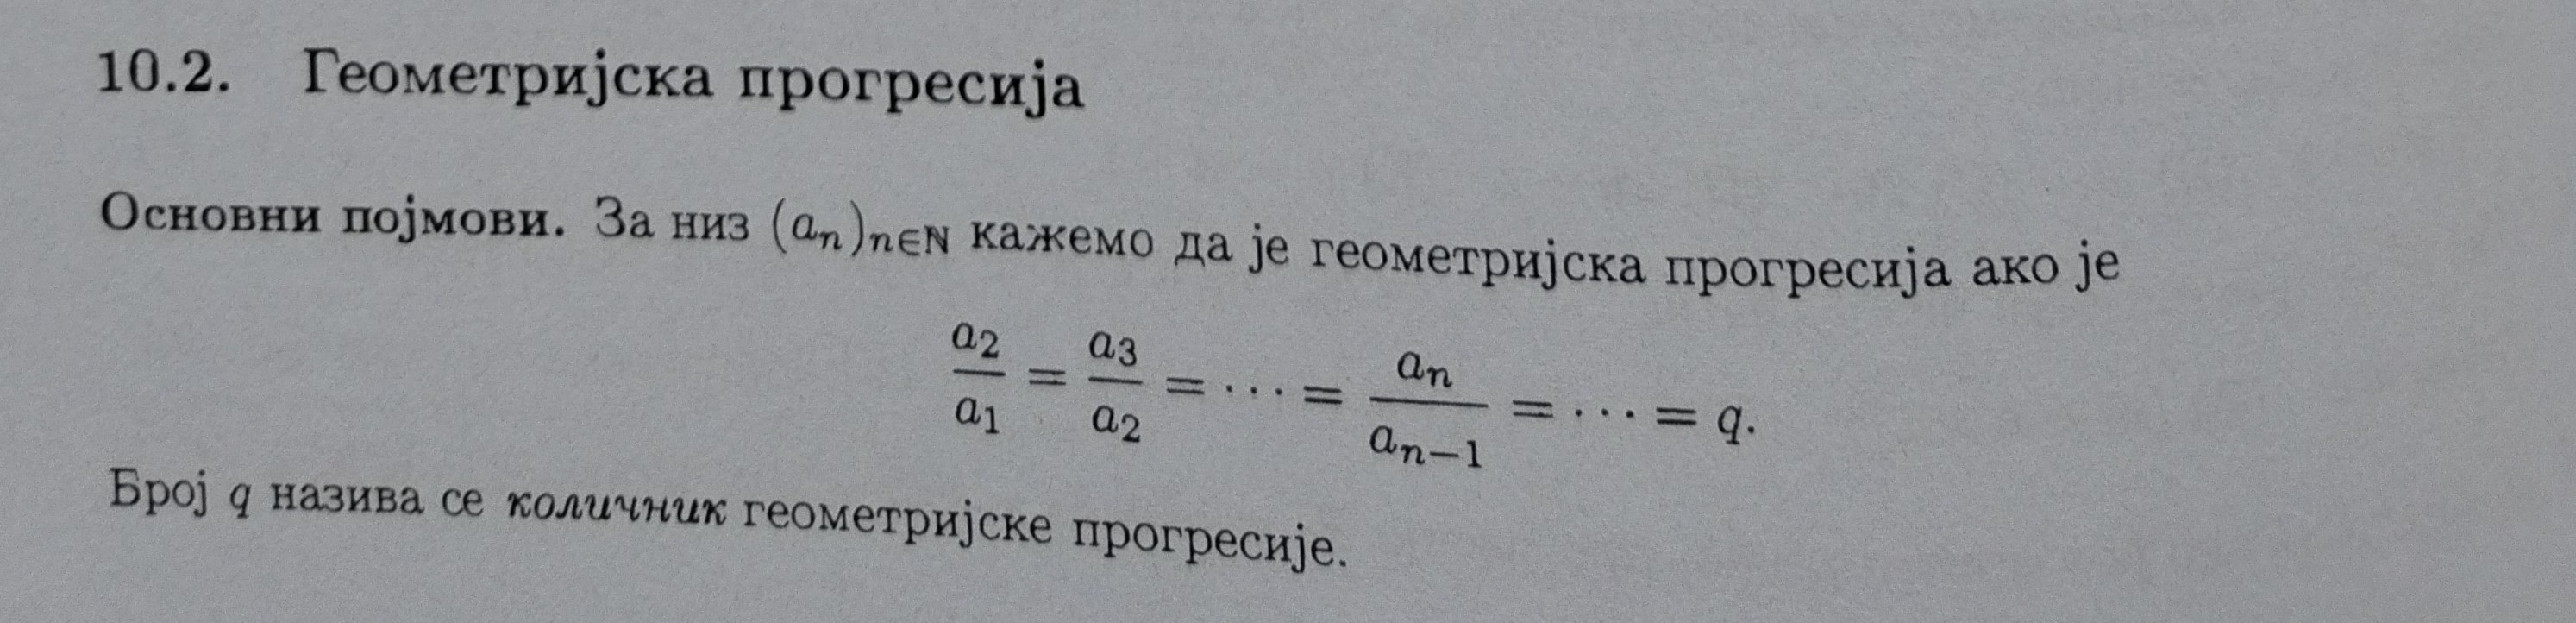 10.2. Геометријска прогресија
Основни појмови. За низ $(a_n)_{n \in \mathbb{N}}$ кажемо да је геометријска прогресија ако је
$\frac{a_2}{a_1} = \frac{a_3}{a_2} = \cdots = \frac{a_n}{a_{n-1}} = \cdots = q.$
Број $q$ назива се количник геометријске прогресије.